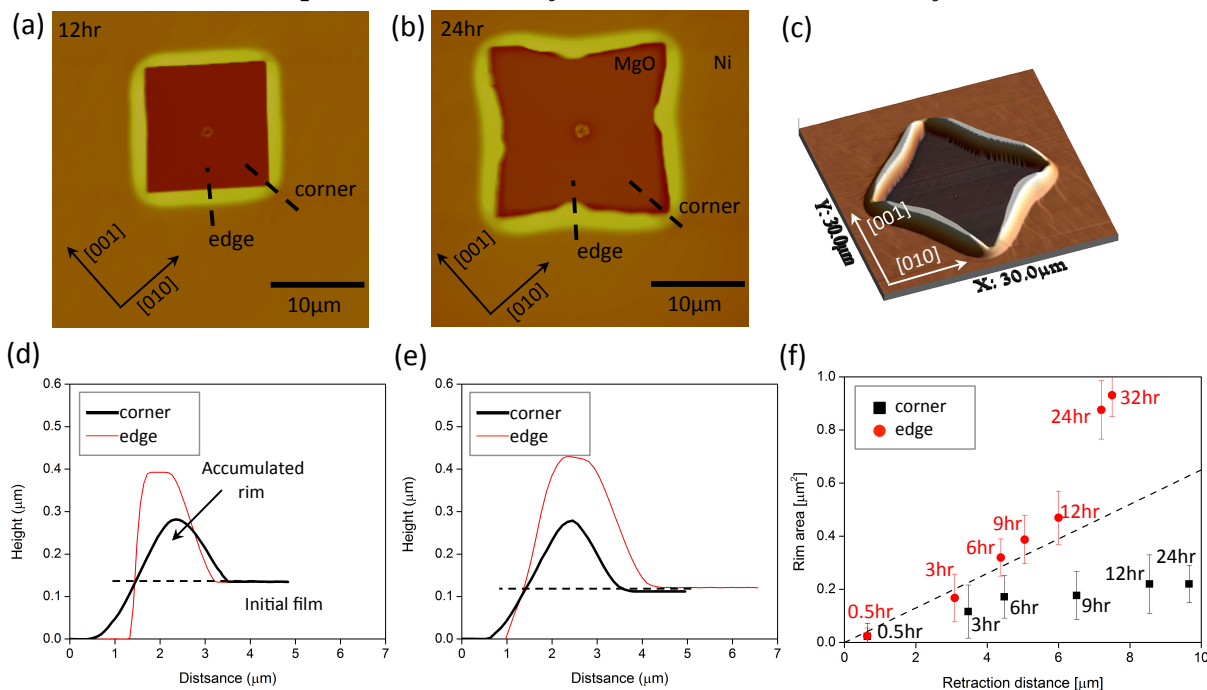 (a)
12hr
corner
edge
[001]
[010]
10μm
(b)
24hr
MgO
Ni
corner
edge
[001]
[010]
10μm
(c)
Y: 30.0μm
[001]
[010]
X: 30.0μm
(d)
0.6
0.5
0.4
0.3
0.2
0.1
0.0
Height (μm)
corner
edge
Accumulated
rim
Initial film
0 1 2 3 4 5 6 7
Distsance (μm)
(e)
0.6
0.5
0.4
0.3
0.2
0.1
0.0
Height (μm)
corner
edge
0 1 2 3 4 5 6 7
Distsance (μm)
(f)
1.0
0.8
0.6
0.4
0.2
0.0
Rim area [μm²]
corner
edge
24hr
32hr
12hr
9hr
6hr
3hr
0.5hr
0.5hr
3hr
6hr
9hr
12hr
24hr
0 2 4 6 8 10
Retraction distance [μm]